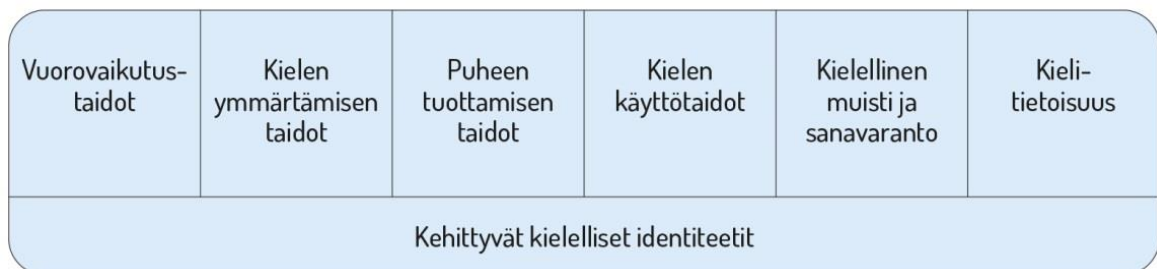 Vuorovaikutus-
taidot
Kielen
ymmärtämisen
taidot
Puheen
tuottamisen
taidot
Kielen
käyttötaidot
Kielellinen
muisti ja
sanavaranto
Kieli-
tietoisuus
Kehittyvät kielelliset identiteetit